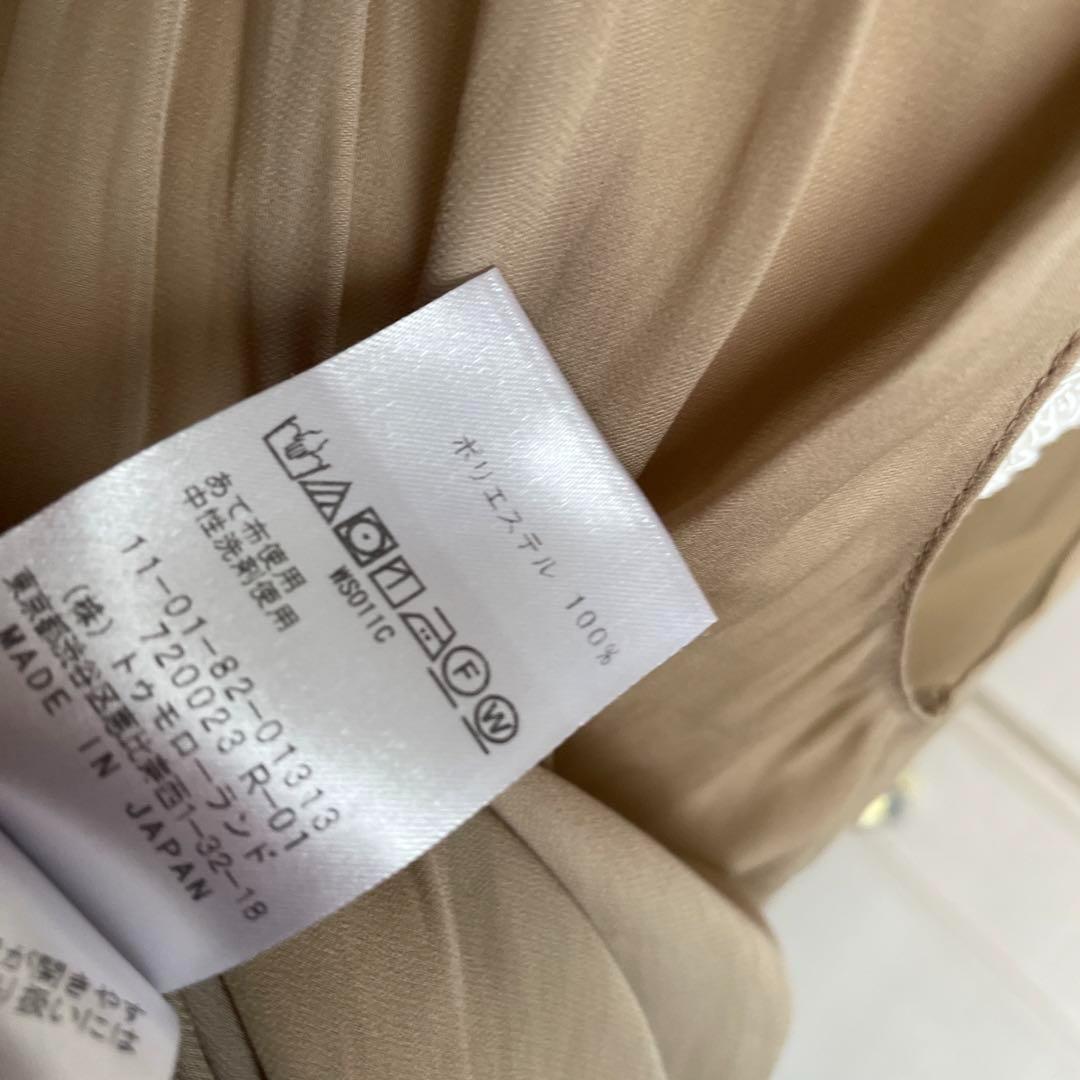 ポリエステル 100%
F W
WS011C
あて布使用
中性洗剤使用
11-01-82-01313
720023 R-01
(株)トゥモローランド
東京都渋谷区恵比寿西1-32-18
MADE IN JAPAN